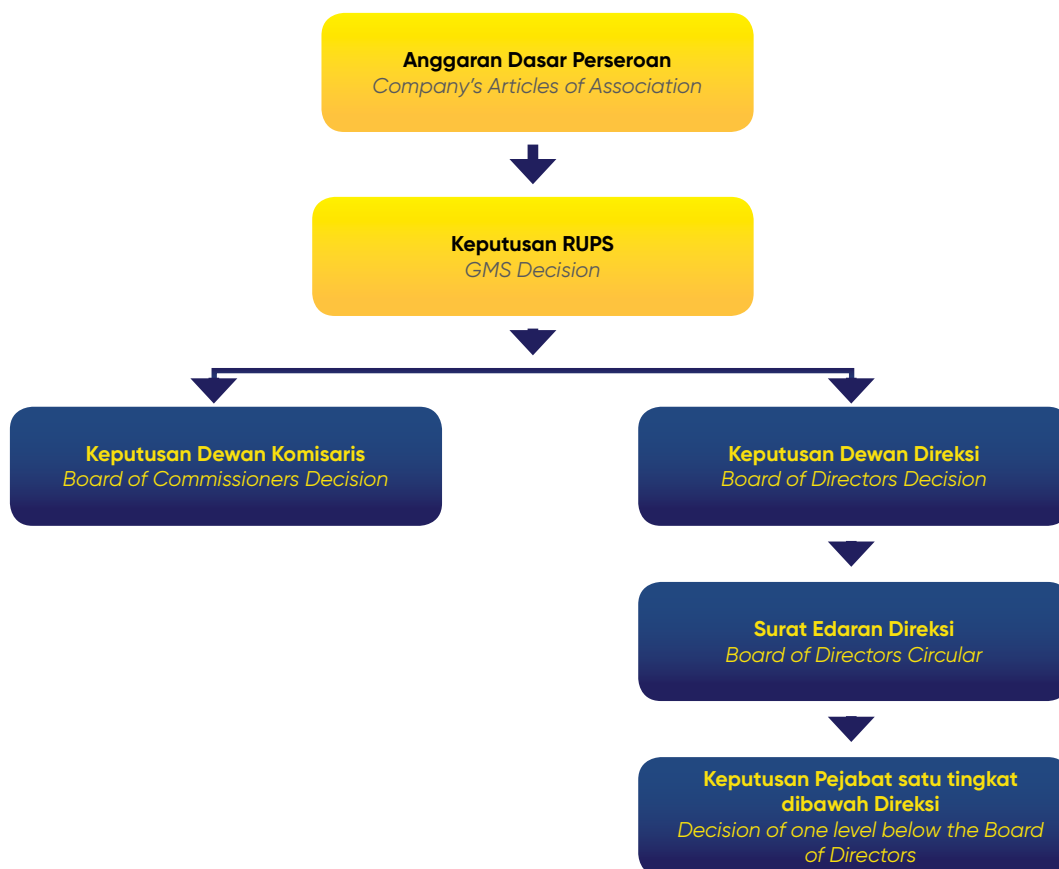 Anggaran Dasar Perseroan
Company's Articles of Association
Keputusan RUPS
GMS Decision
Keputusan Dewan Komisaris
Board of Commissioners Decision
Keputusan Dewan Direksi
Board of Directors Decision
Surat Edaran Direksi
Board of Directors Circular
Keputusan Pejabat satu tingkat
dibawah Direksi
Decision of one level below the Board
of Directors